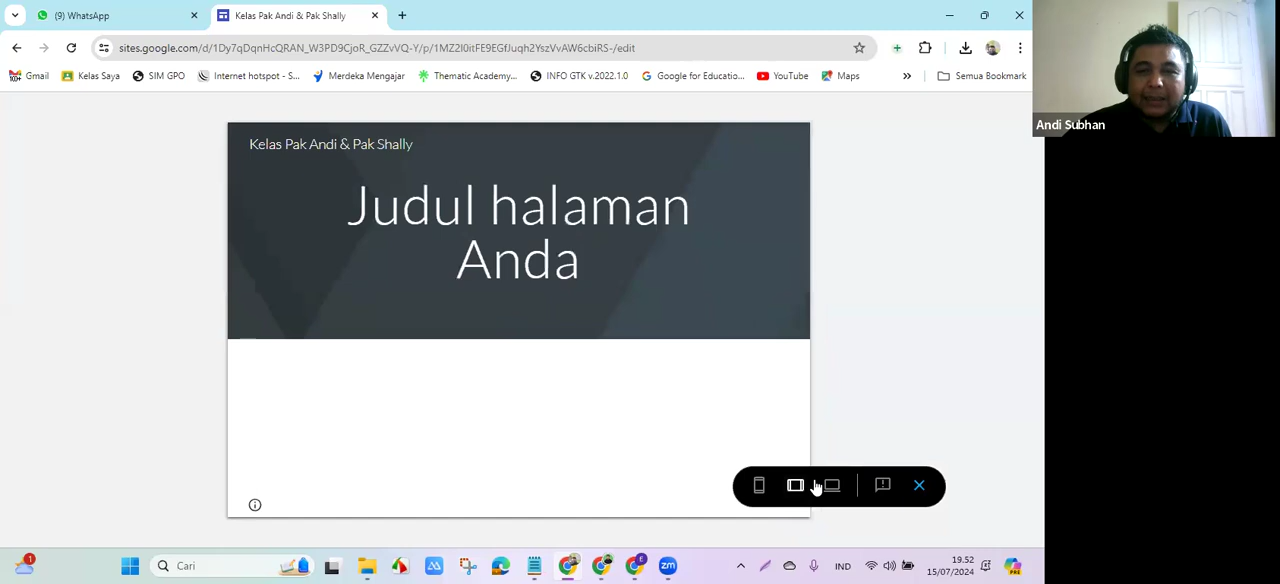 (9) WhatsApp
Kelas Pak Andi & Pak Shally
sites.google.com/d/1Dy7qDqnHcQRAN_W3PD9CjoR_GZZvVQ-Y/p/1MZ2I0itFE9EGfJuqh2YszVvAW6cbiRS-/edit
Gmail
Kelas Saya
SIM GPO
Internet hotspot - S...
Merdeka Mengajar
Thematic Academy...
INFO GTK v.2022.1.0
Google for Educatio...
YouTube
Maps
Semua Bookmark
Andi Subhan
Kelas Pak Andi & Pak Shally
Judul halaman
Anda
Cari
IND
19.52
15/07/2024